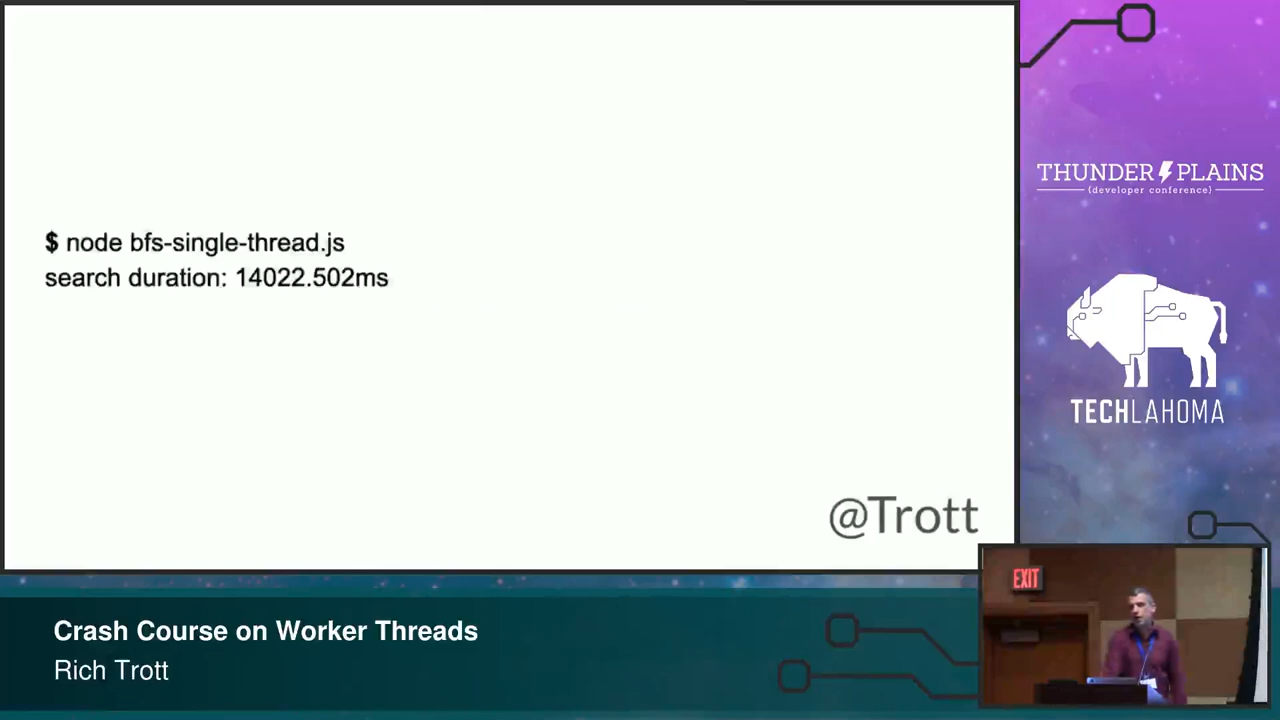 $ node bfs-single-thread.js
search duration: 14022.502ms
@Trott
THUNDER PLAINS
{developer conference}
TECHLAHOMA
EXIT
Crash Course on Worker Threads
Rich Trott